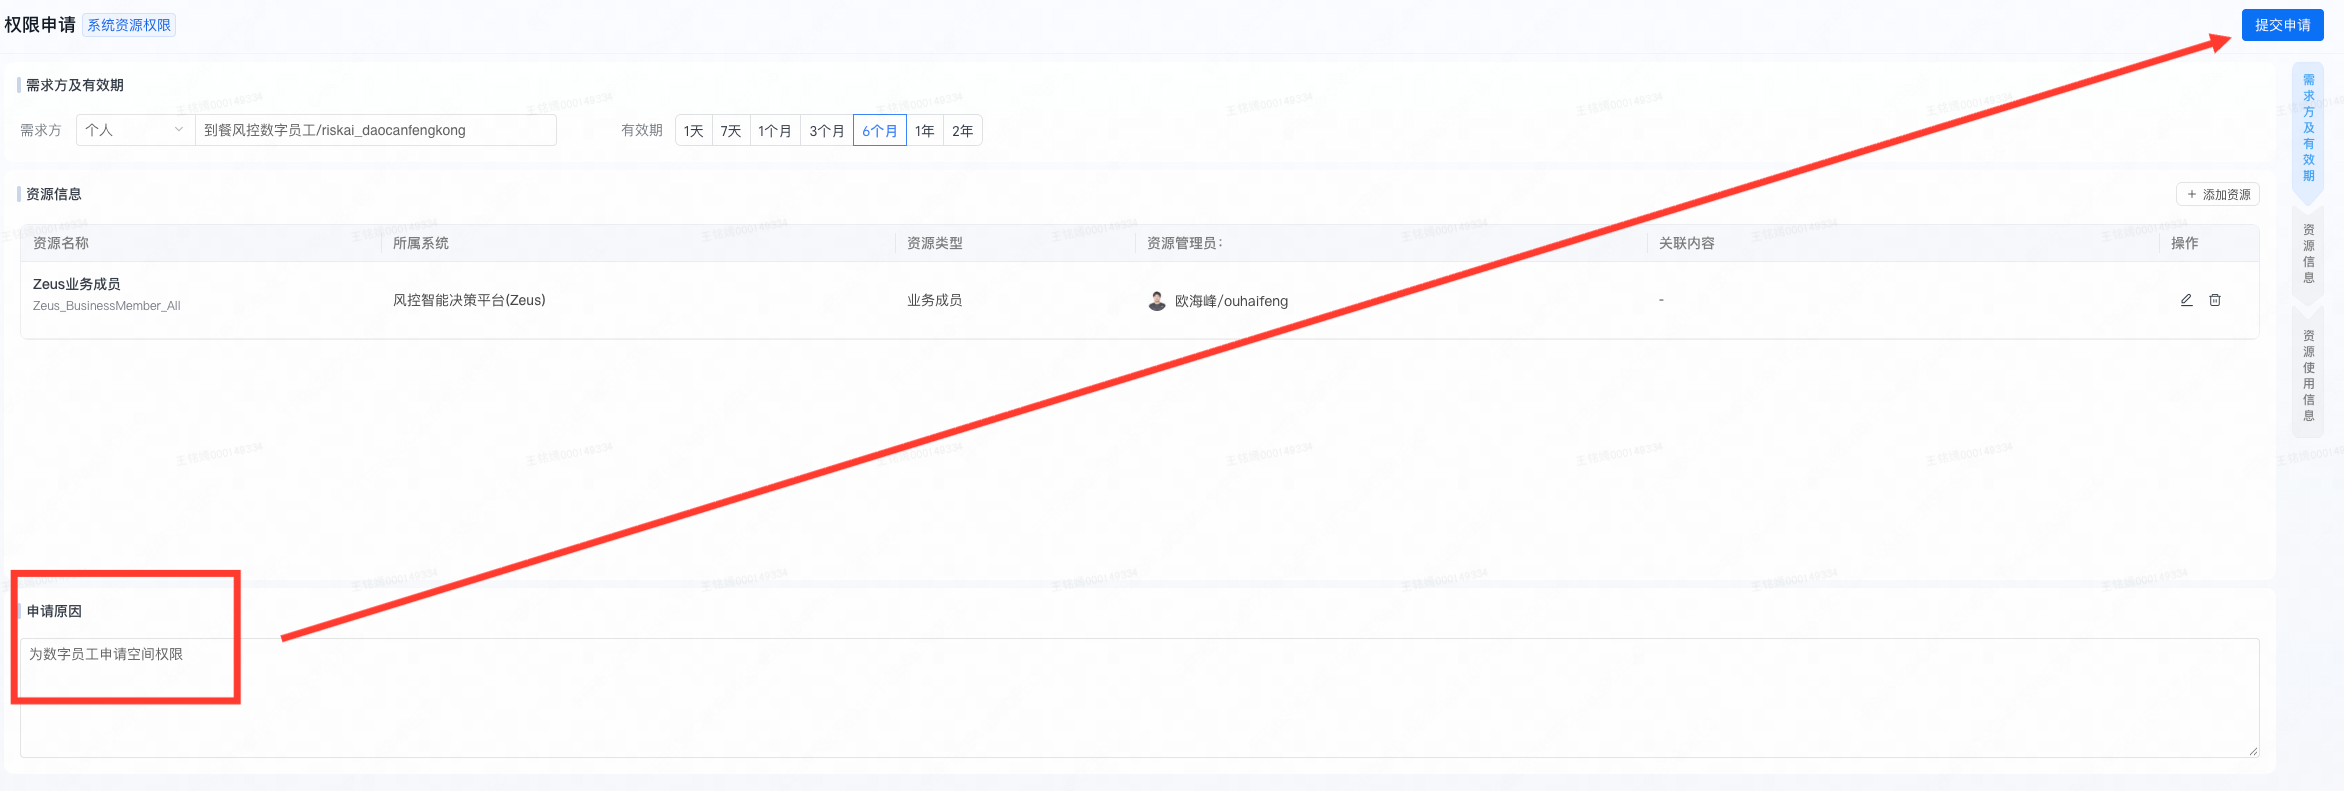 权限申请 系统资源权限
提交申请
需求方及有效期
需求方 个人 到餐风控数字员工/riskai_daocanfengkong 有效期 1天 7天 1个月 3个月 6个月 1年 2年
资源信息
+ 添加资源
资源名称 所属系统 资源类型 资源管理员： 关联内容 操作
Zeus业务成员
Zeus_BusinessMember_All
风控智能决策平台(Zeus) 业务成员 欧海峰/ouhaifeng -
申请原因
为数字员工申请空间权限
需求方及有效期
资源信息
资源使用信息